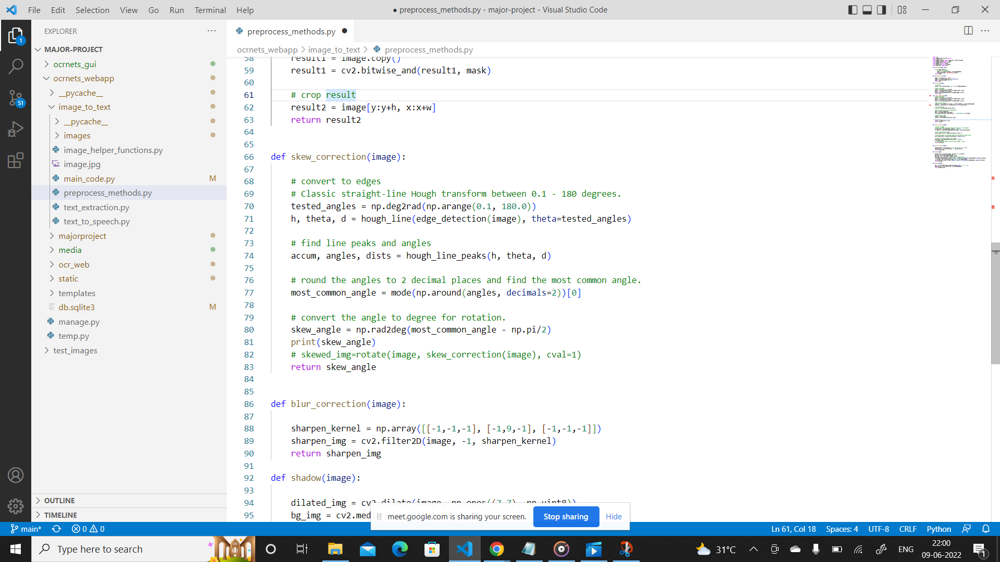 File Edit Selection View Go Run Terminal Help
● preprocess_methods.py - major-project - Visual Studio Code
EXPLORER
MAJOR-PROJECT
ocrnets_gui
ocrnets_webapp
__pycache__
image_to_text
__pycache__
images
image_helper_functions.py
image.jpg
main_code.py M
preprocess_methods.py
text_extraction.py
text_to_speech.py
majorproject
media
ocr_web
static
templates
db.sqlite3 M
manage.py
temp.py
test_images
OUTLINE
TIMELINE
1
51
preprocess_methods.py
ocrnets_webapp > image_to_text > preprocess_methods.py
58 result1 = image.copy()
59 result1 = cv2.bitwise_and(result1, mask)
60
61 # crop result
62 result2 = image[y:y+h, x:x+w]
63 return result2
64
65
66 def skew_correction(image):
67
68 # convert to edges
69 # Classic straight-line Hough transform between 0.1 - 180 degrees.
70 tested_angles = np.deg2rad(np.arange(0.1, 180.0))
71 h, theta, d = hough_line(edge_detection(image), theta=tested_angles)
72
73 # find line peaks and angles
74 accum, angles, dists = hough_line_peaks(h, theta, d)
75
76 # round the angles to 2 decimal places and find the most common angle.
77 most_common_angle = mode(np.around(angles, decimals=2))[0]
78
79 # convert the angle to degree for rotation.
80 skew_angle = np.rad2deg(most_common_angle - np.pi/2)
81 print(skew_angle)
82 # skewed_img=rotate(image, skew_correction(image), cval=1)
83 return skew_angle
84
85
86 def blur_correction(image):
87
88 sharpen_kernel = np.array([[-1,-1,-1], [-1,9,-1], [-1,-1,-1]])
89 sharpen_img = cv2.filter2D(image, -1, sharpen_kernel)
90 return sharpen_img
91
92 def shadow(image):
93
94 dilated_img = cv2.dilate(image, np.ones((7,7), np.uint8))
95 bg_img = cv2.med
meet.google.com is sharing your screen. Stop sharing Hide
main* 0 0 Ln 61, Col 18 Spaces: 4 UTF-8 CRLF Python
Type here to search
31°C ENG 22:00
09-06-2022
1